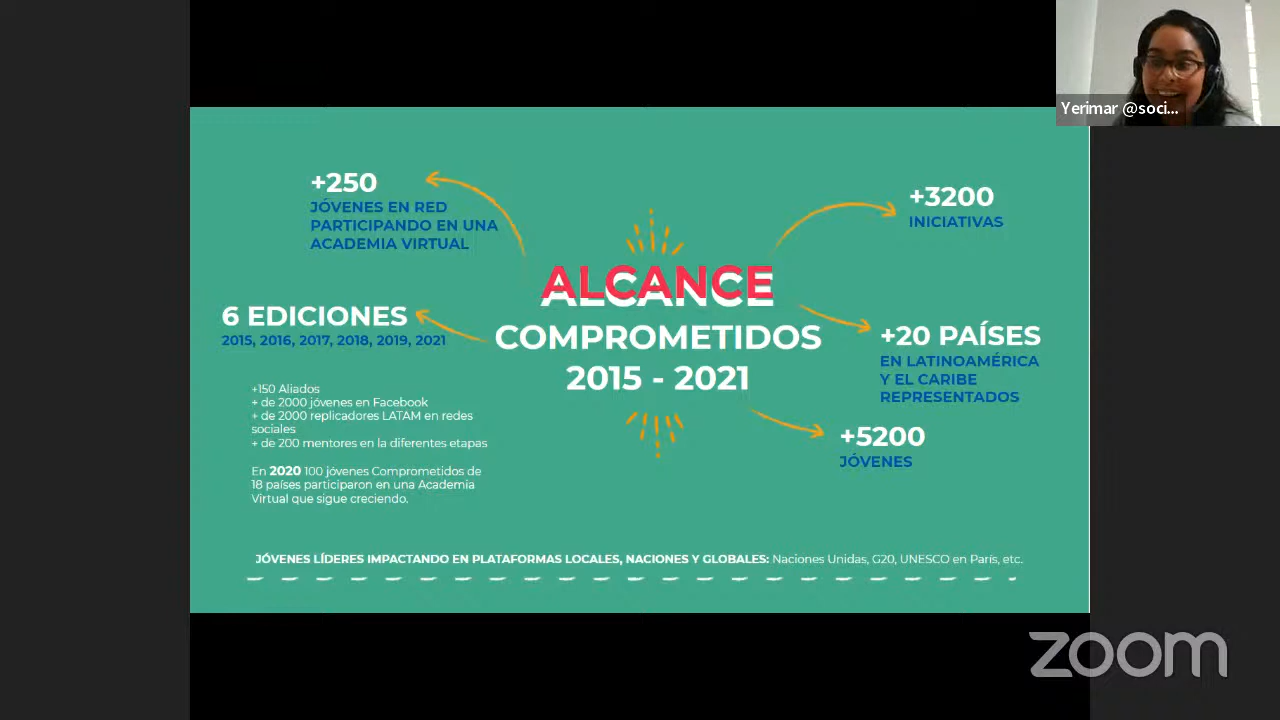 Yerimar @soci...
+250
JÓVENES EN RED
PARTICIPANDO EN UNA
ACADEMIA VIRTUAL
+3200
INICIATIVAS
ALCANCE
COMPROMETIDOS
2015 - 2021
6 EDICIONES
2015, 2016, 2017, 2018, 2019, 2021
+20 PAÍSES
EN LATINOAMÉRICA
Y EL CARIBE
REPRESENTADOS
+150 Aliados
+ de 2000 jóvenes en Facebook
+ de 2000 replicadores LATAM en redes
sociales
+ de 200 mentores en la diferentes etapas
+5200
JÓVENES
En 2020 100 jóvenes Comprometidos de
18 países participaron en una Academia
Virtual que sigue creciendo.
JÓVENES LÍDERES IMPACTANDO EN PLATAFORMAS LOCALES, NACIONES Y GLOBALES: Naciones Unidas, G20, UNESCO en París, etc.
zoom